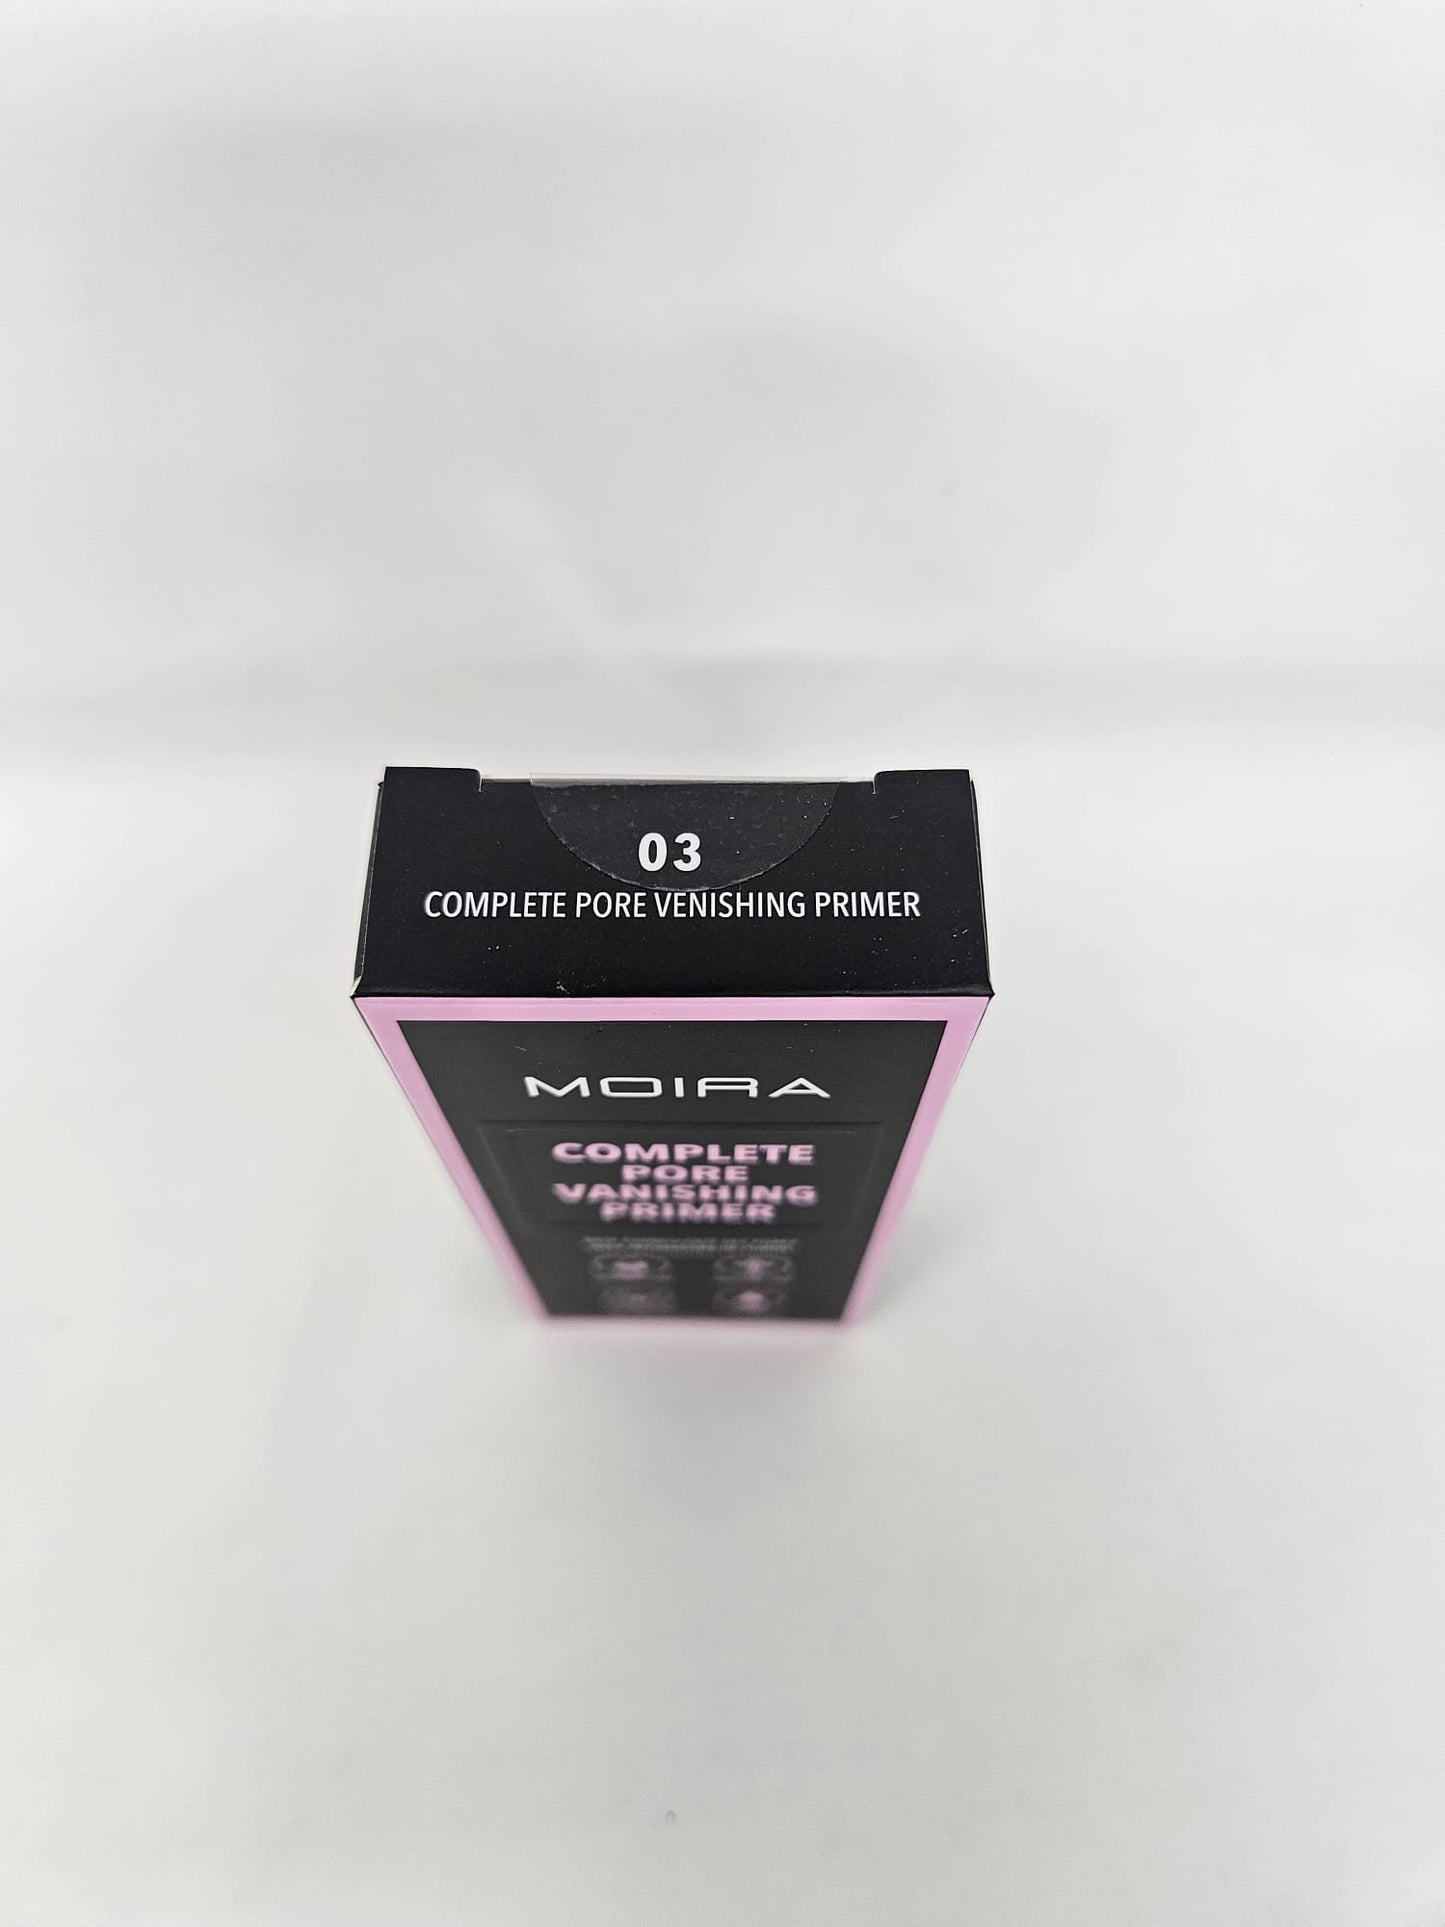 03
COMPLETE PORE VENISHING PRIMER
MOIRA
COMPLETE
PORE
VANISHING
PRIMER